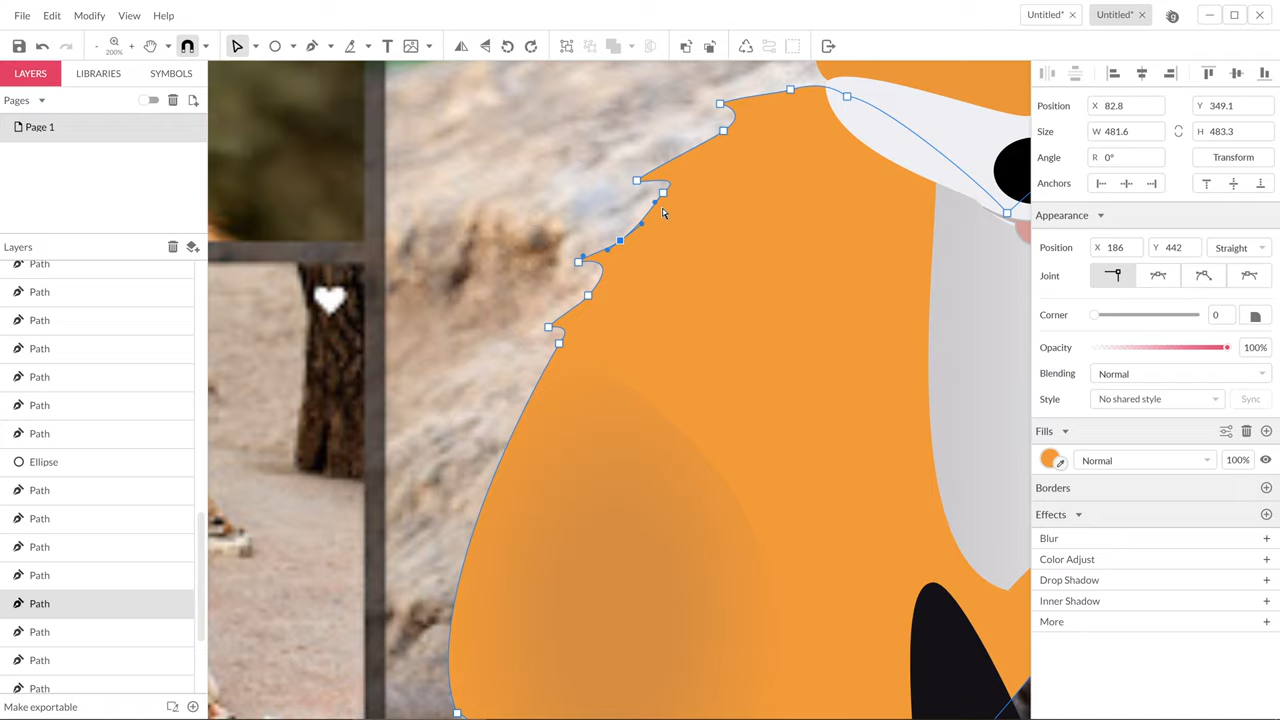 File Edit Modify View Help
Untitled* Untitled*
200%
LAYERS LIBRARIES SYMBOLS
Pages
Page 1
Layers
Path
Path
Path
Path
Path
Path
Path
Ellipse
Path
Path
Path
Path
Path
Path
Path
Path
Make exportable
Position X 82.8 Y 349.1
Size W 481.6 H 483.3
Angle R 0° Transform
Anchors
Appearance
Position X 186 Y 442 Straight
Joint
Corner 0
Opacity 100%
Blending Normal
Style No shared style Sync
Fills
Normal 100%
Borders
Effects
Blur
Color Adjust
Drop Shadow
Inner Shadow
More